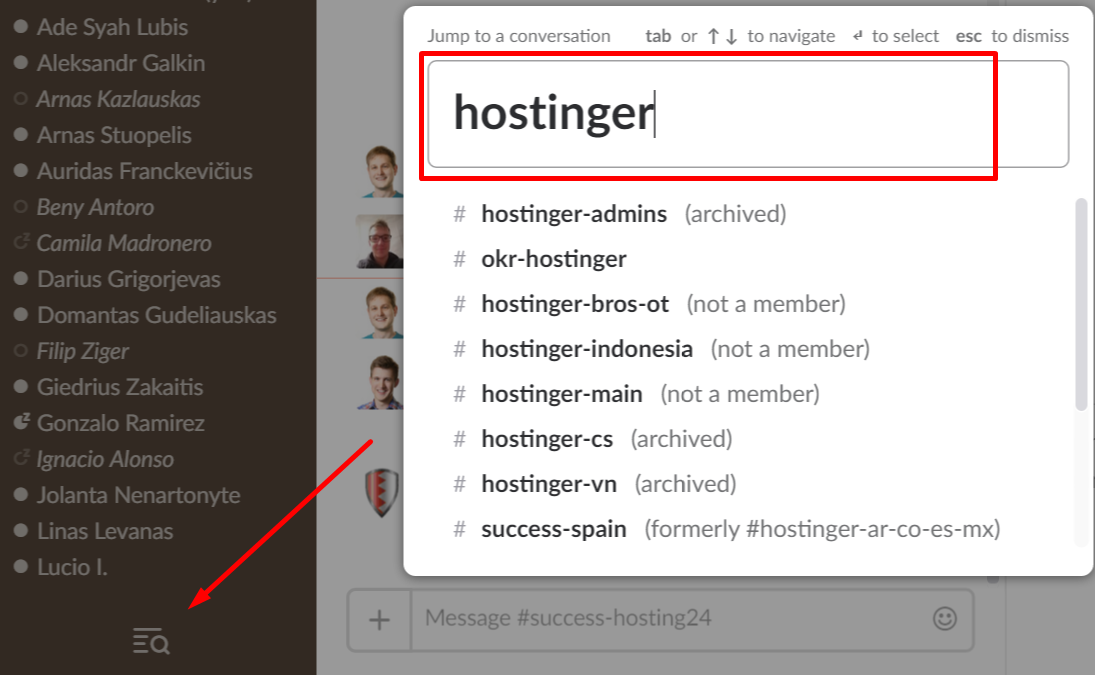 Ade Syah Lubis
Aleksandr Galkin
Arnas Kazlauskas
Arnas Stuopelis
Auridas Franckevičius
Beny Antoro
Camila Madronero
Darius Grigorjevas
Domantas Gudeliauskas
Filip Ziger
Giedrius Zakaitis
Gonzalo Ramirez
Ignacio Alonso
Jolanta Nenartonyte
Linas Levanas
Lucio I.
Jump to a conversation tab or ↑ ↓ to navigate ↵ to select esc to dismiss
hostinger
# hostinger-admins (archived)
# okr-hostinger
# hostinger-bros-ot (not a member)
# hostinger-indonesia (not a member)
# hostinger-main (not a member)
# hostinger-cs (archived)
# hostinger-vn (archived)
# success-spain (formerly #hostinger-ar-co-es-mx)
+ Message #success-hosting24